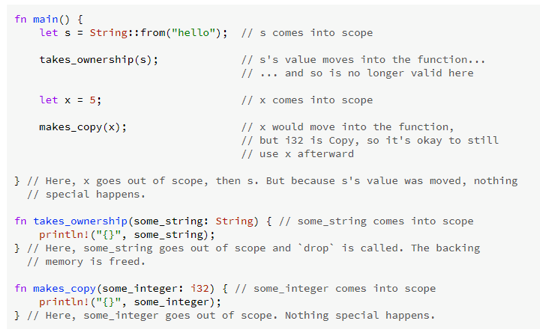 fn main() {
    let s = String::from("hello");  // s comes into scope
    takes_ownership(s);             // s's value moves into the function...
                                    // ... and so is no longer valid here
    let x = 5;                      // x comes into scope
    makes_copy(x);                  // x would move into the function,
                                    // but i32 is Copy, so it's okay to still
                                    // use x afterward
} // Here, x goes out of scope, then s. But because s's value was moved, nothing
  // special happens.
fn takes_ownership(some_string: String) { // some_string comes into scope
    println!("{}", some_string);
} // Here, some_string goes out of scope and `drop` is called. The backing
  // memory is freed.
fn makes_copy(some_integer: i32) { // some_integer comes into scope
    println!("{}", some_integer);
} // Here, some_integer goes out of scope. Nothing special happens.